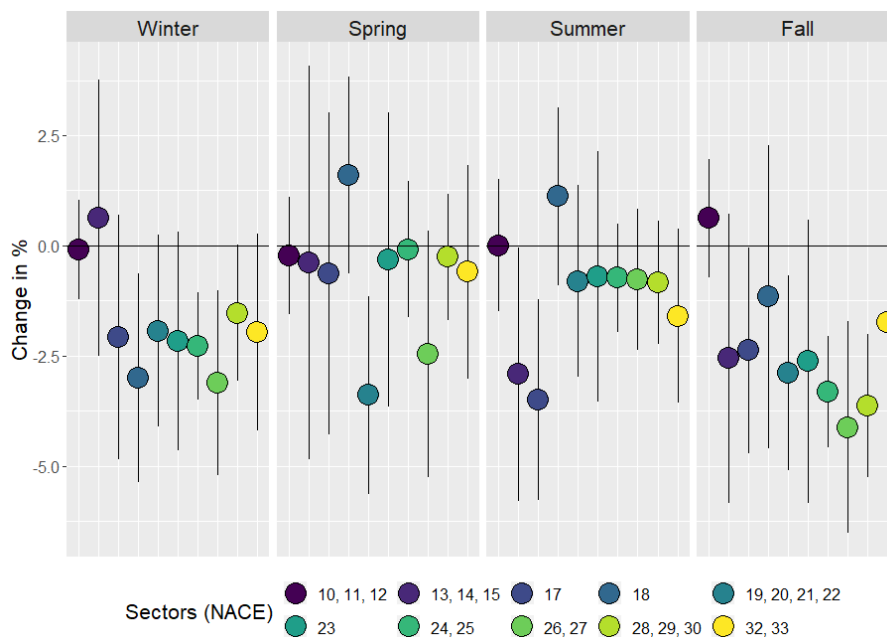 Winter Spring Summer Fall
2.5
0.0
-2.5
-5.0
Change in %
Sectors (NACE)
10, 11, 12 13, 14, 15 17 18 19, 20, 21, 22
23 24, 25 26, 27 28, 29, 30 32, 33